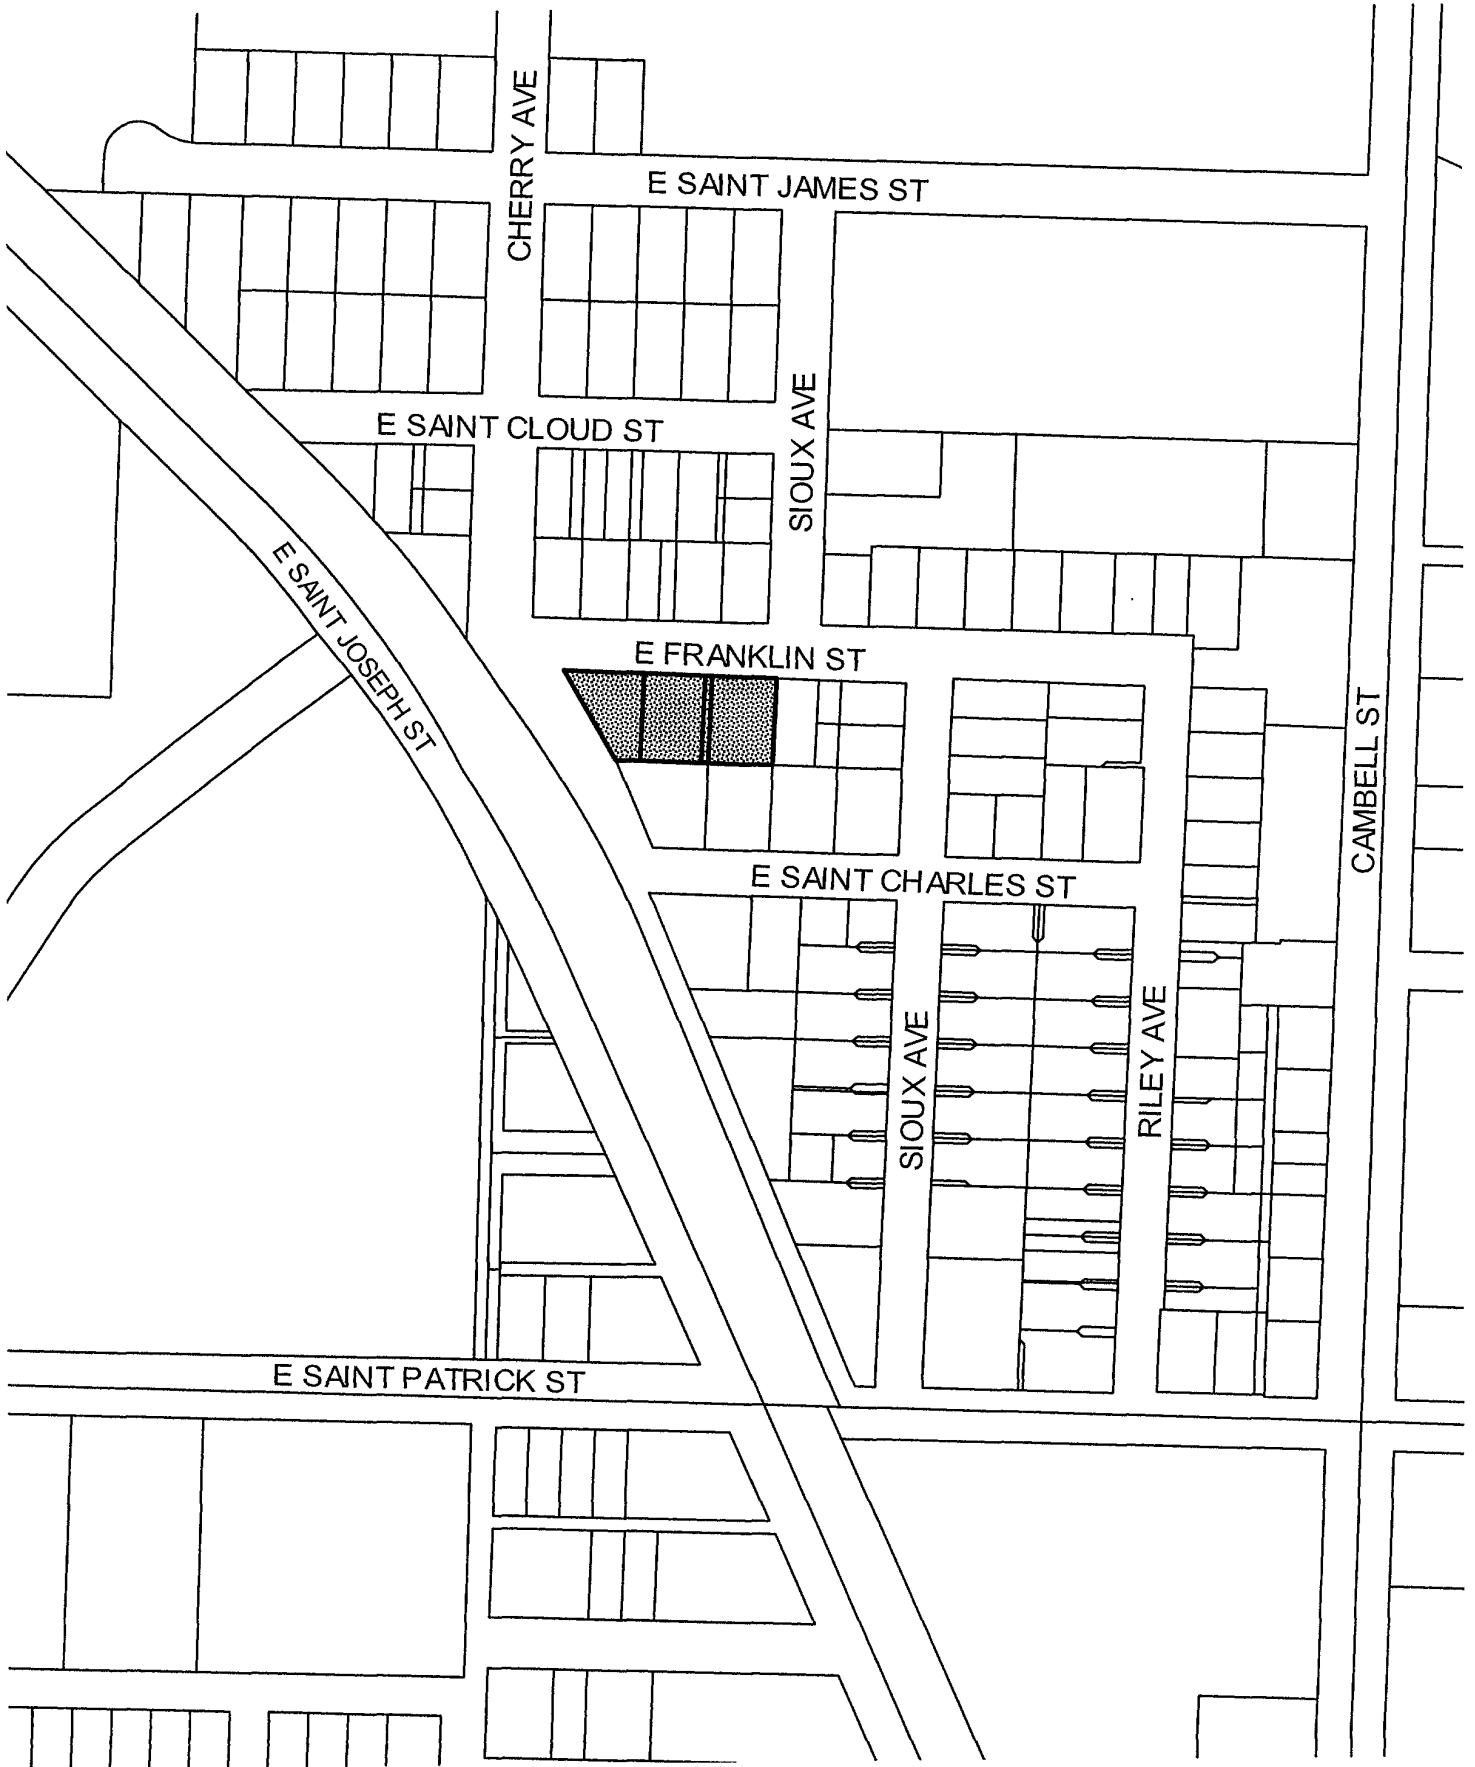 CHERRY AVE
E SAINT JAMES ST
E SAINT CLOUD ST
SIOUX AVE
E SAINT JOSEPH ST
E FRANKLIN ST
CAMBELL ST
E SAINT CHARLES ST
SIOUX AVE
RILEY AVE
E SAINT PATRICK ST